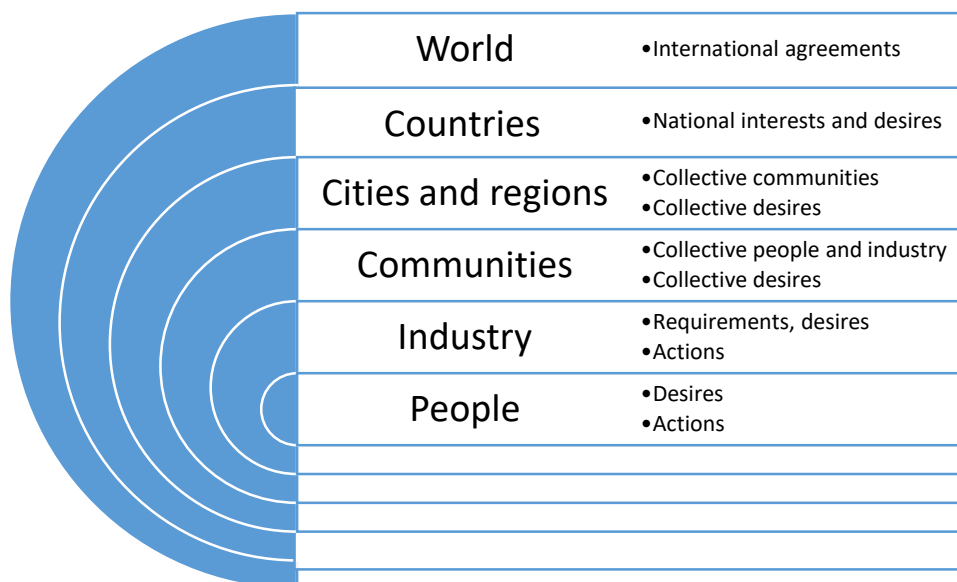 World
•International agreements
Countries
•National interests and desires
Cities and regions
•Collective communities
•Collective desires
Communities
•Collective people and industry
•Collective desires
Industry
•Requirements, desires
•Actions
People
•Desires
•Actions